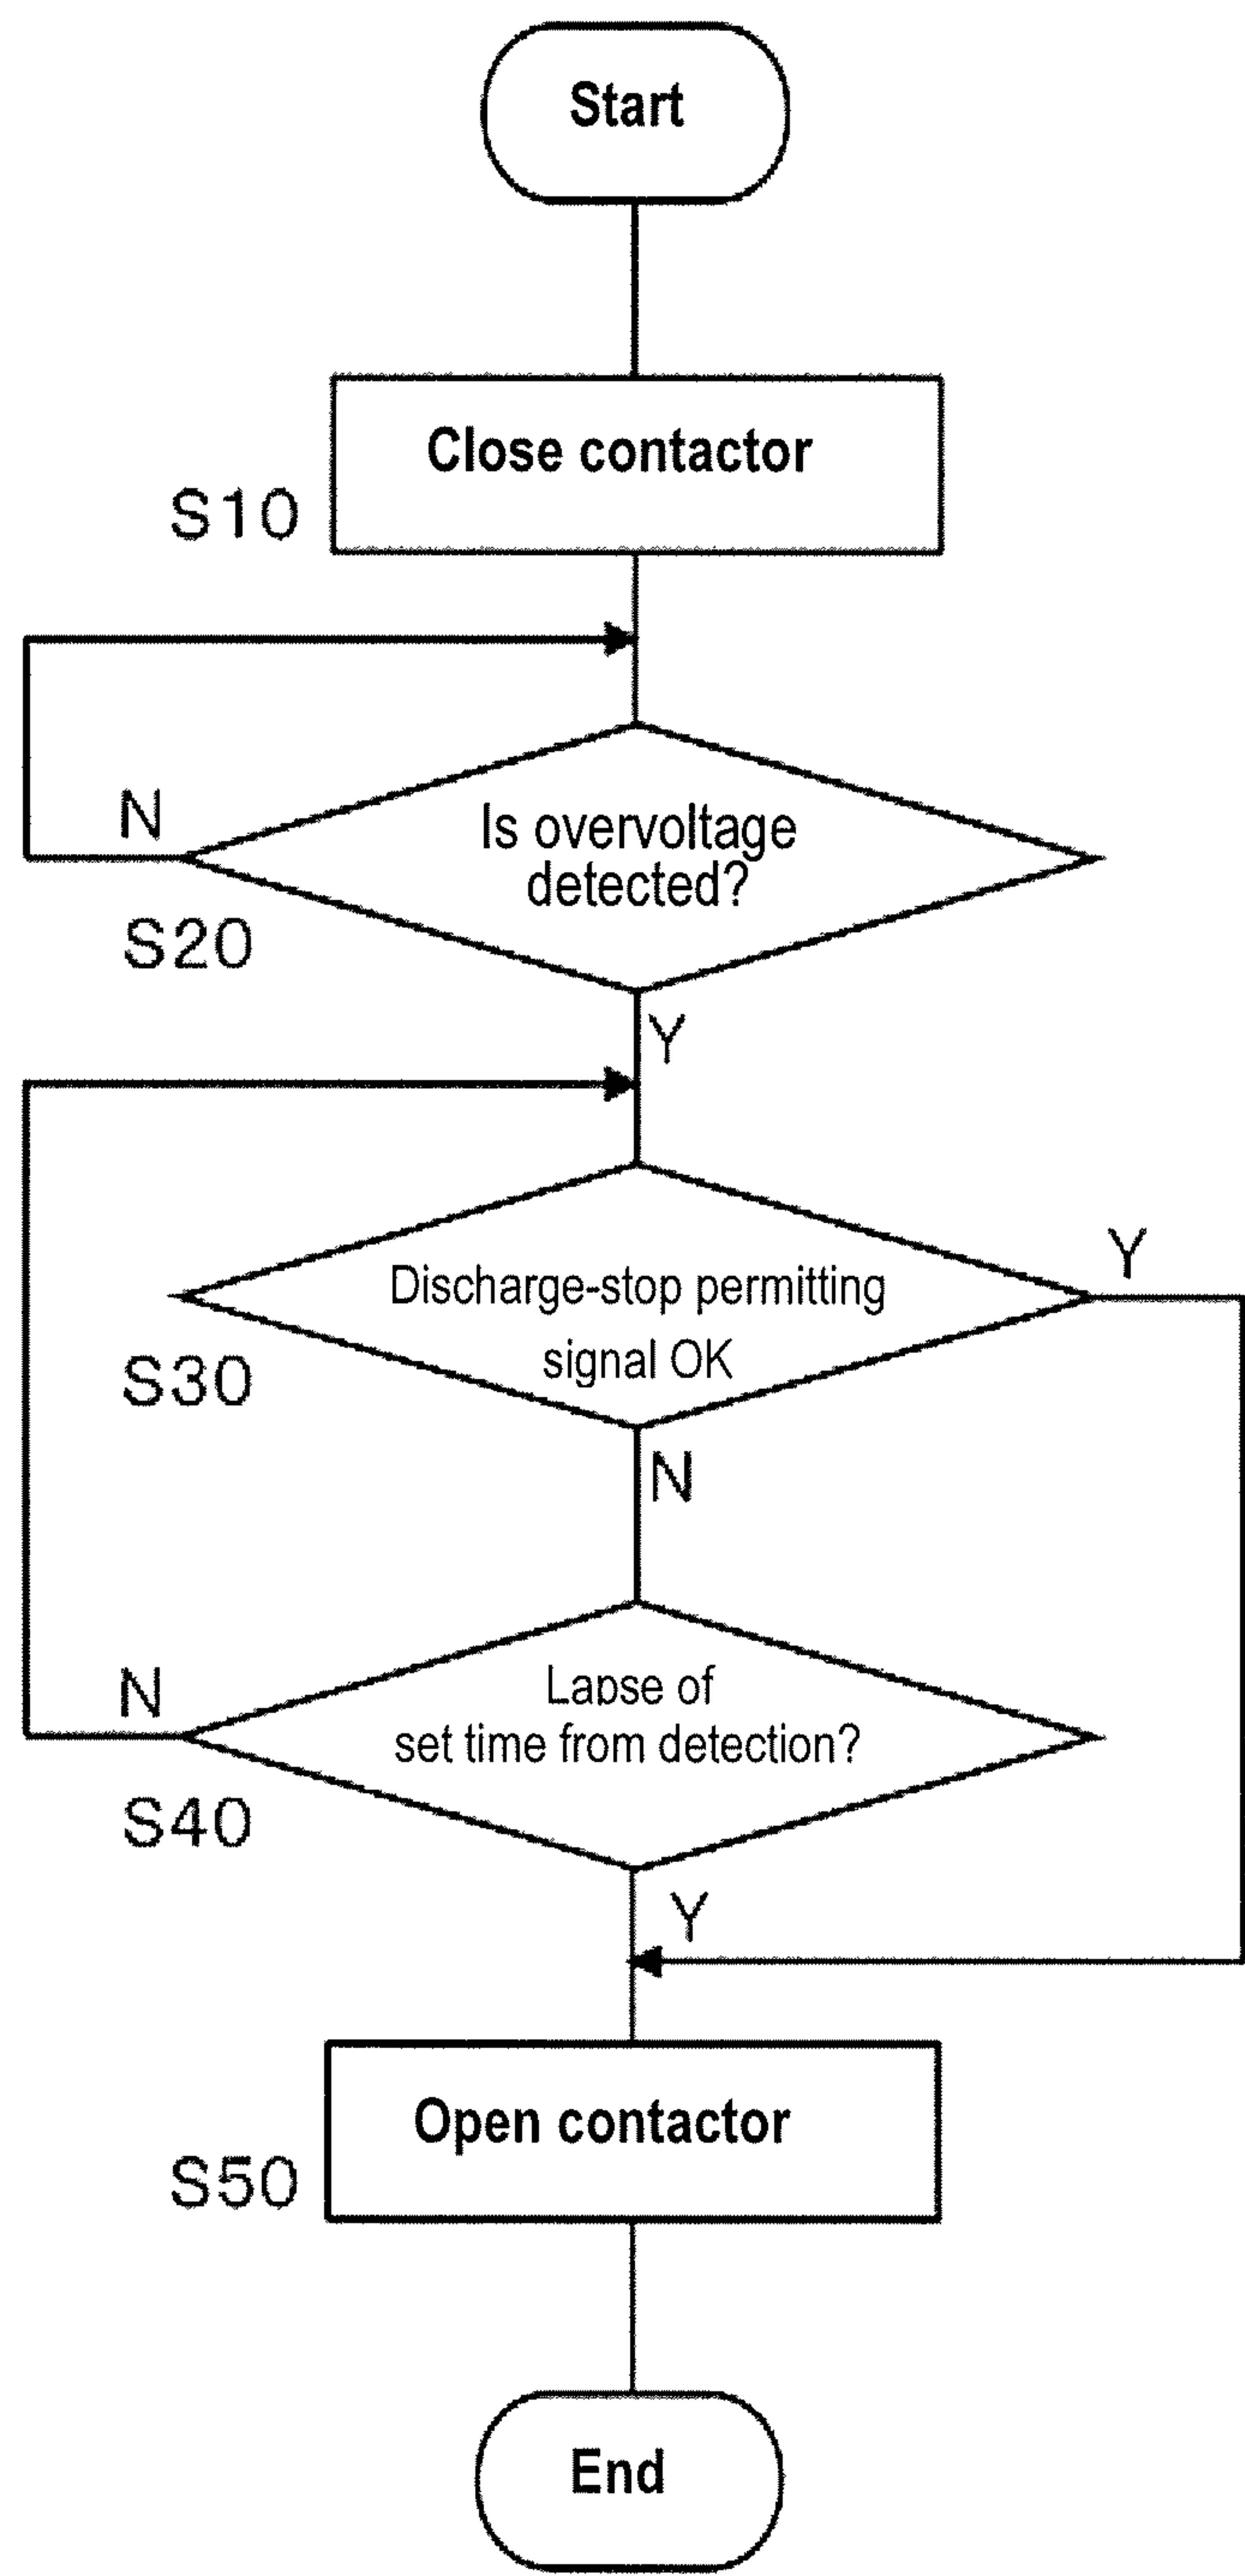 Start
Close contactor
S10
N
Is overvoltage
detected?
S20
Y
Discharge-stop permitting
signal OK
Y
S30
N
Lapse of
set time from detection?
N
S40
Y
Open contactor
S50
End